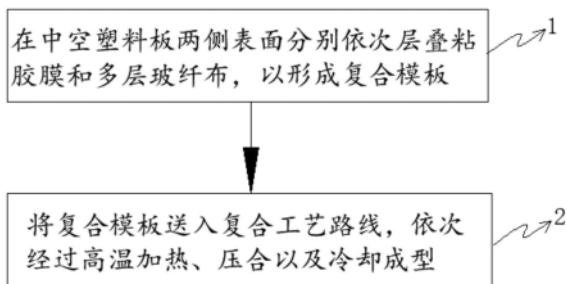 在中空塑料板两侧表面分别依次层叠粘
胶膜和多层玻纤布，以形成复合模板
1
将复合模板送入复合工艺路线，依次
经过高温加热、压合以及冷却成型
2